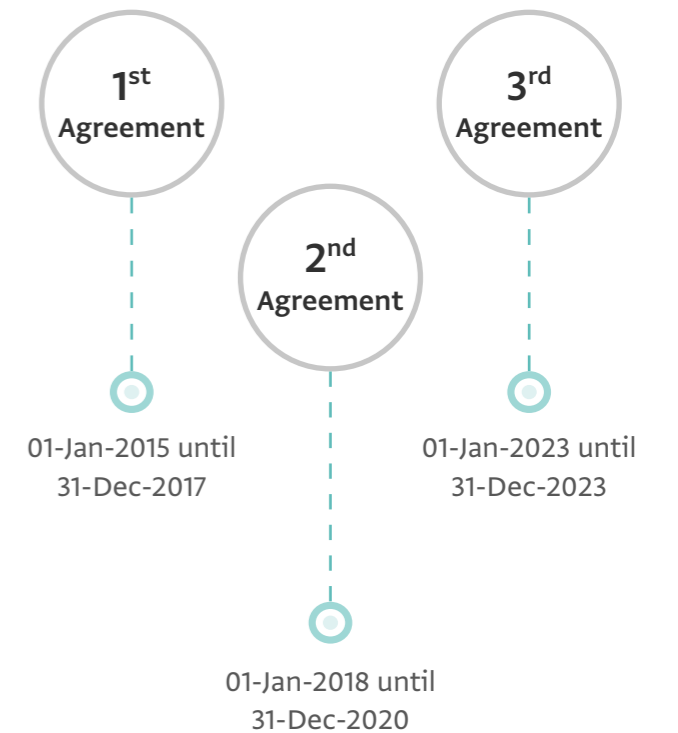 1st
Agreement
01-Jan-2015 until
31-Dec-2017
2nd
Agreement
01-Jan-2018 until
31-Dec-2020
3rd
Agreement
01-Jan-2023 until
31-Dec-2023